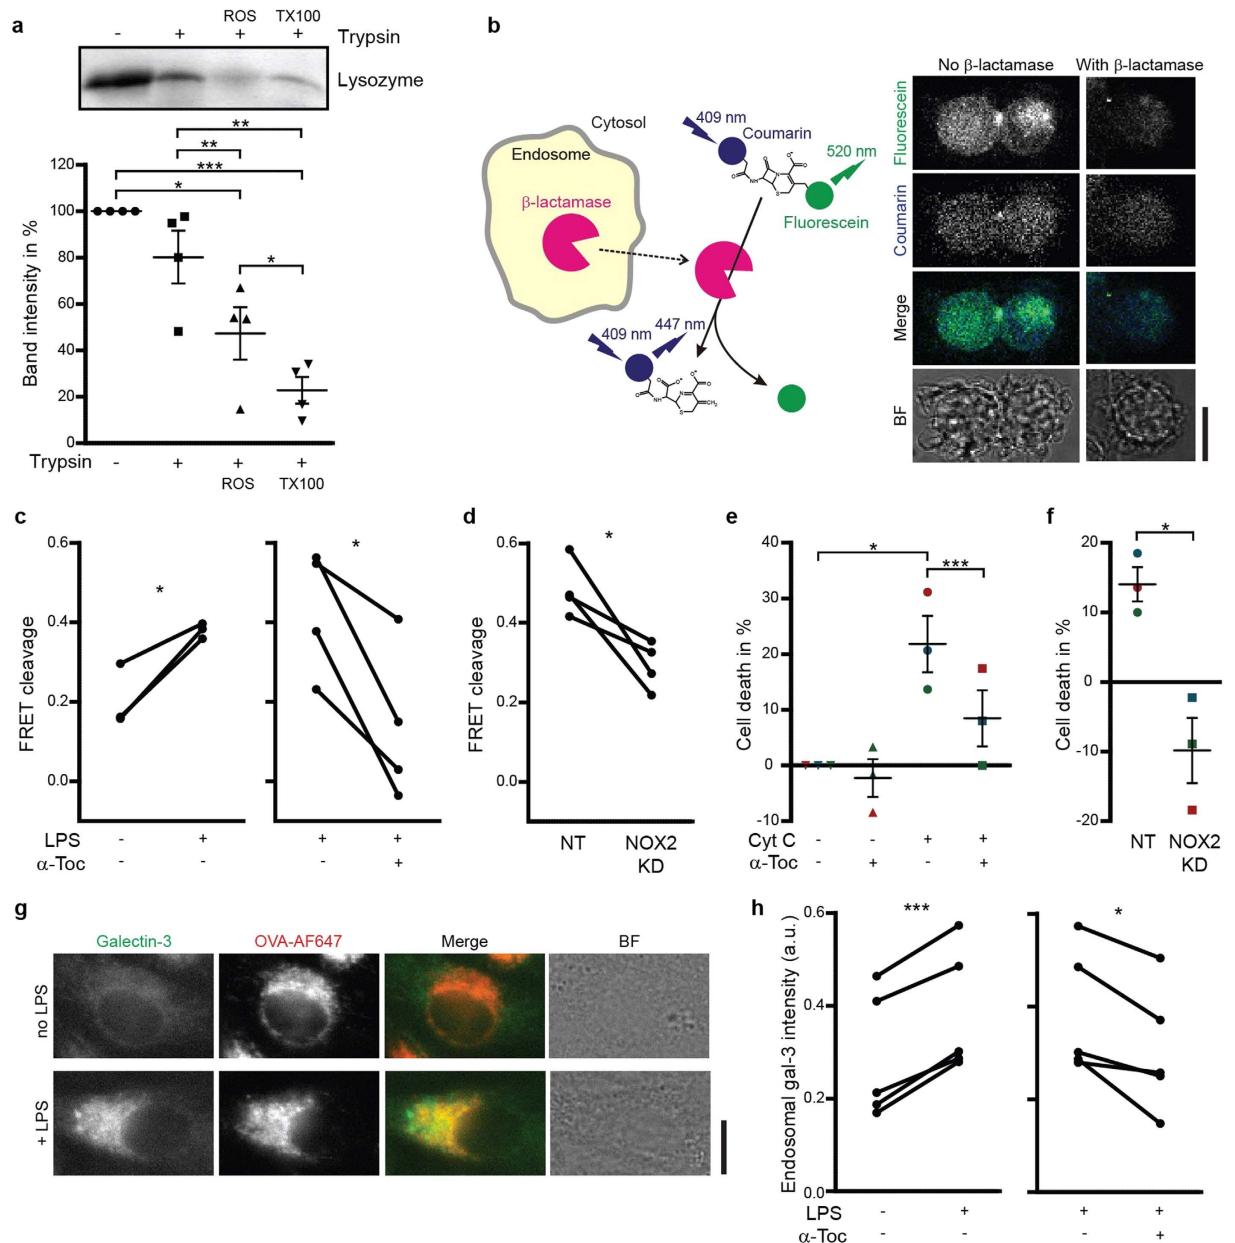 a
ROS TX100
- + + + Trypsin
Lysozyme
**
**
***
*
*
Band intensity in %
120
100
80
60
40
20
0
Trypsin - + + +
ROS TX100
b
Cytosol
Endosome
β-lactamase
409 nm
Coumarin
520 nm
Fluorescein
409 nm
447 nm
No β-lactamase With β-lactamase
Fluorescein
Coumarin
Merge
BF
c
FRET cleavage
0.6
0.4
0.2
0.0
*
*
LPS - + + +
α-Toc - - - +
d
FRET cleavage
0.6
0.4
0.2
0.0
*
NT NOX2
KD
e
Cell death in %
40
30
20
10
0
-10
*
***
Cyt C - - + +
α-Toc - + - +
f
Cell death in %
20
10
0
-10
-20
*
NT NOX2
KD
g
Galectin-3 OVA-AF647 Merge BF
no LPS
+ LPS
h
Endosomal gal-3 intensity (a.u.)
0.6
0.4
0.2
0.0
***
*
LPS - + + +
α-Toc - - - +